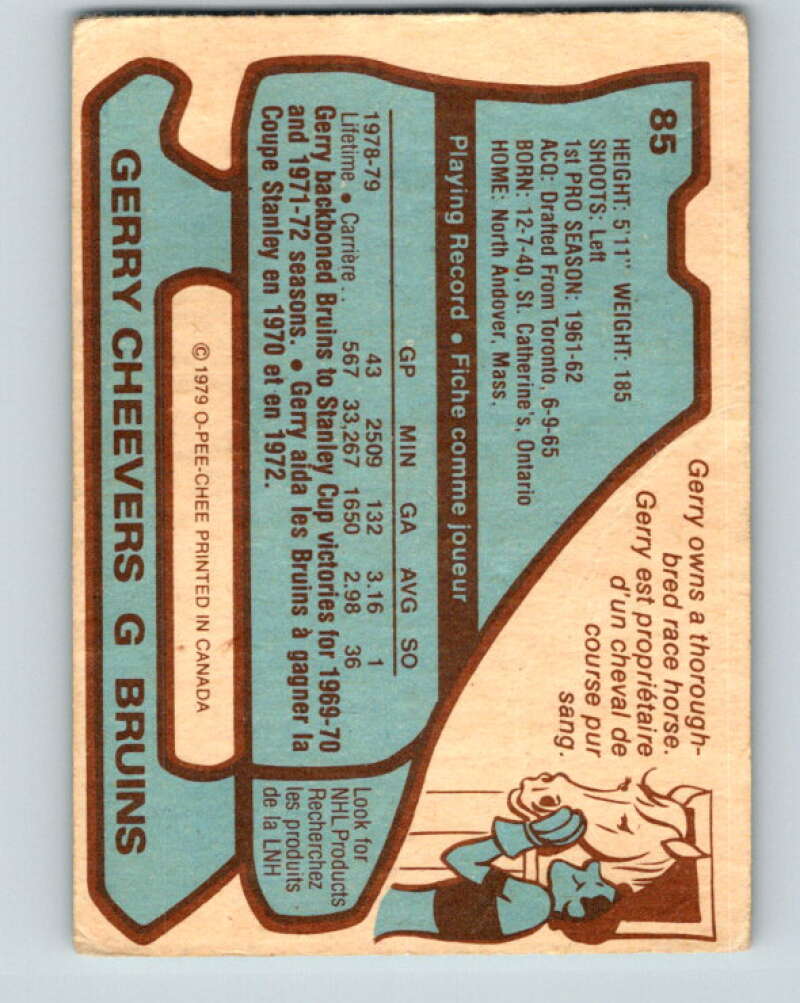 85
HEIGHT: 5'11" WEIGHT: 185
SHOOTS: Left
1st PRO SEASON: 1961-62
ACQ: Drafted From Toronto, 6-9-65
BORN: 12-7-40, St. Catherine's, Ontario
HOME: North Andover, Mass.
Gerry owns a thorough-
bred race horse.
Gerry est propriétaire
d'un cheval de
course pur
sang.
Playing Record • Fiche comme joueur
GP MIN GA AVG SO
1978-79 43 2509 132 3.16 1
Lifetime • Carrière .. 567 33,267 1650 2.98 36
Gerry backboned Bruins to Stanley Cup victories for 1969-70
and 1971-72 seasons. • Gerry aida les Bruins à gagner la
Coupe Stanley en 1970 et en 1972.
Look for
NHL Products
Recherchez
les produits
de la LNH
© 1979 O-PEE-CHEE PRINTED IN CANADA
GERRY CHEEVERS G BRUINS